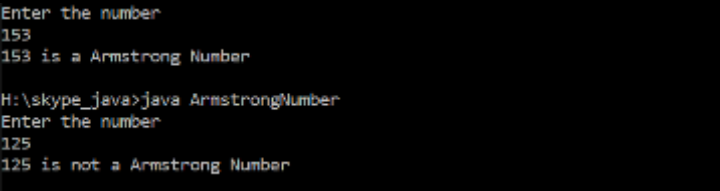 Enter the number
153
153 is a Armstrong Number
H:\skype_java>java ArmstrongNumber
Enter the number
125
125 is not a Armstrong Number